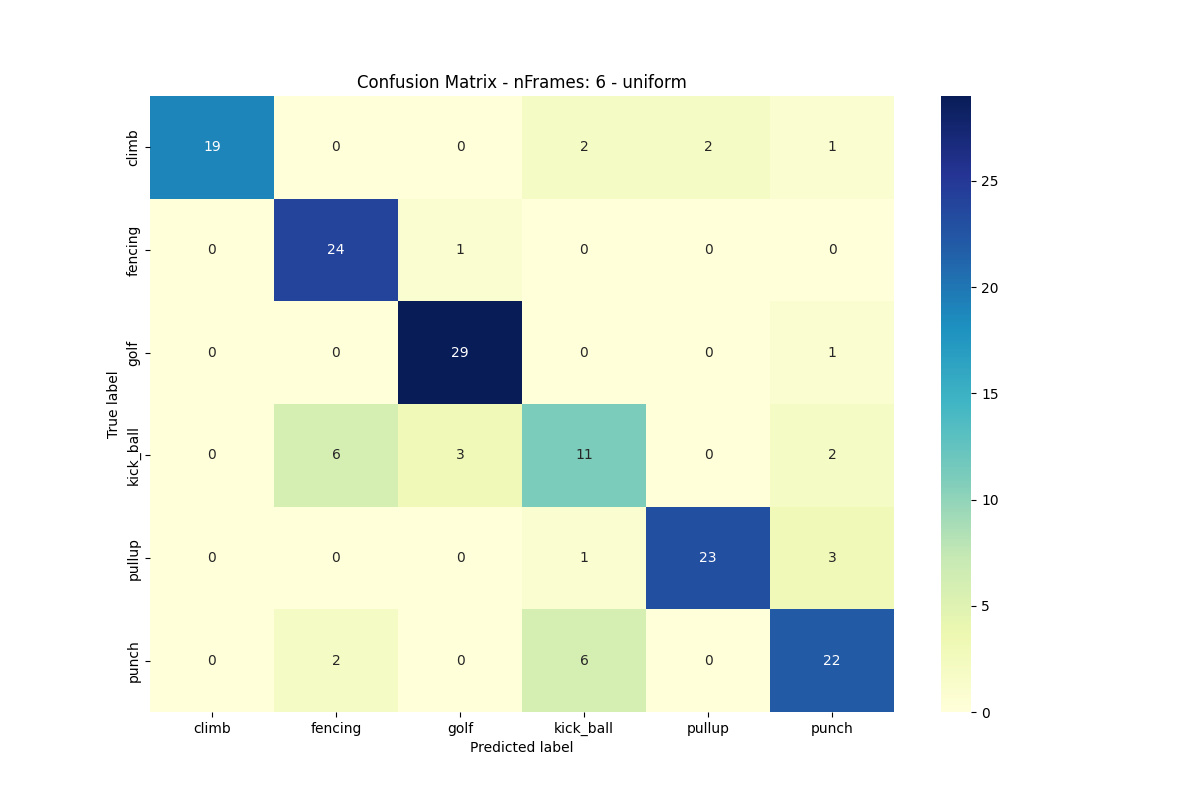 Confusion Matrix - nFrames: 6 - uniform
True label
climb 19 0 0 2 2 1
fencing 0 24 1 0 0 0
golf 0 0 29 0 0 1
kick_ball 0 6 3 11 0 2
pullup 0 0 0 1 23 3
punch 0 2 0 6 0 22
climb fencing golf kick_ball pullup punch
Predicted label
25
20
15
10
5
0